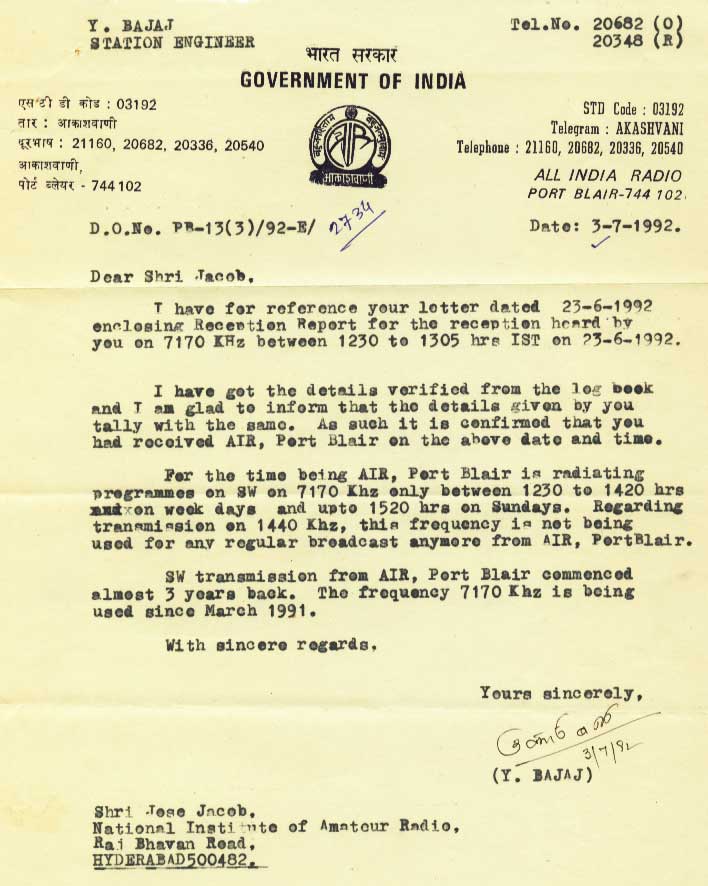 Y. BAJAJ
STATION ENGINEER
Tel.No. 20682 (O)
20348 (R)
भारत सरकार
GOVERNMENT OF INDIA
एस टी डी कोड : 03192
तार : आकाशवाणी
दूरभाष : 21160, 20682, 20336, 20540
आकाशवाणी,
पोर्ट ब्लेयर - 744 102
बहुजनहिताय बहुजनसुखाय
AIR
आकाशवाणी
STD Code : 03192
Telegram : AKASHVANI
Telephone : 21160, 20682, 20336, 20540
ALL INDIA RADIO
PORT BLAIR-744 102.
D.O.No. PB-13(3)/92-E/ 2734
Date: 3-7-1992.
Dear Shri Jacob,
I have for reference your letter dated 23-6-1992
enclosing Reception Report for the reception heard by
you on 7170 KHz between 1230 to 1305 hrs IST on 23-6-1992.
I have got the details verified from the log book
and I am glad to inform that the details given by you
tally with the same. As such it is confirmed that you
had received AIR, Port Blair on the above date and time.
For the time being AIR, Port Blair is radiating
programmes on SW on 7170 Khz only between 1230 to 1420 hrs
on week days and upto 1520 hrs on Sundays. Regarding
transmission on 1440 Khz, this frequency is not being
used for any regular broadcast anymore from AIR, PortBlair.
SW transmission from AIR, Port Blair commenced
almost 3 years back. The frequency 7170 Khz is being
used since March 1991.
With sincere regards,
Yours sincerely,
3/7/92
(Y. BAJAJ)
Shri Jose Jacob,
National Institute of Amatour Radio,
Raj Bhavan Road,
HYDERABAD500482.